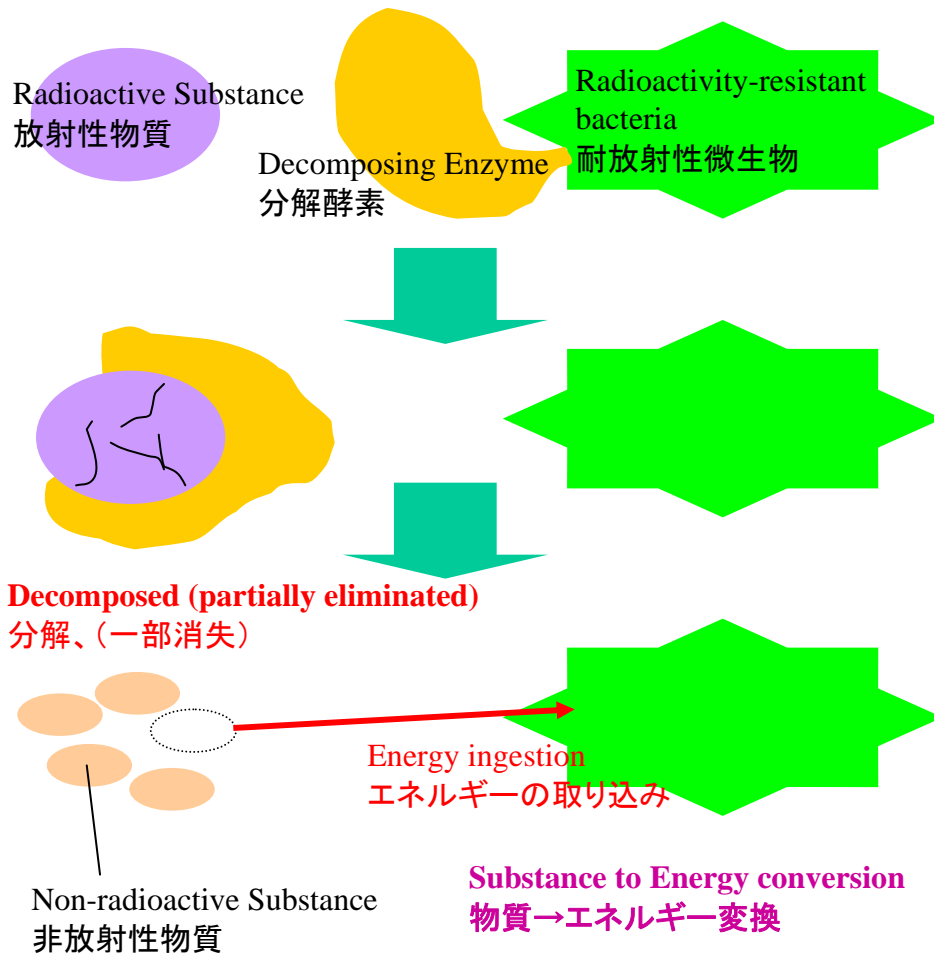 Radioactive Substance
放射性物質
Decomposing Enzyme
分解酵素
Radioactivity-resistant
bacteria
耐放射性微生物
Decomposed (partially eliminated)
分解、（一部消失）
Energy ingestion
エネルギーの取り込み
Non-radioactive Substance
非放射性物質
Substance to Energy conversion
物質→エネルギー変換